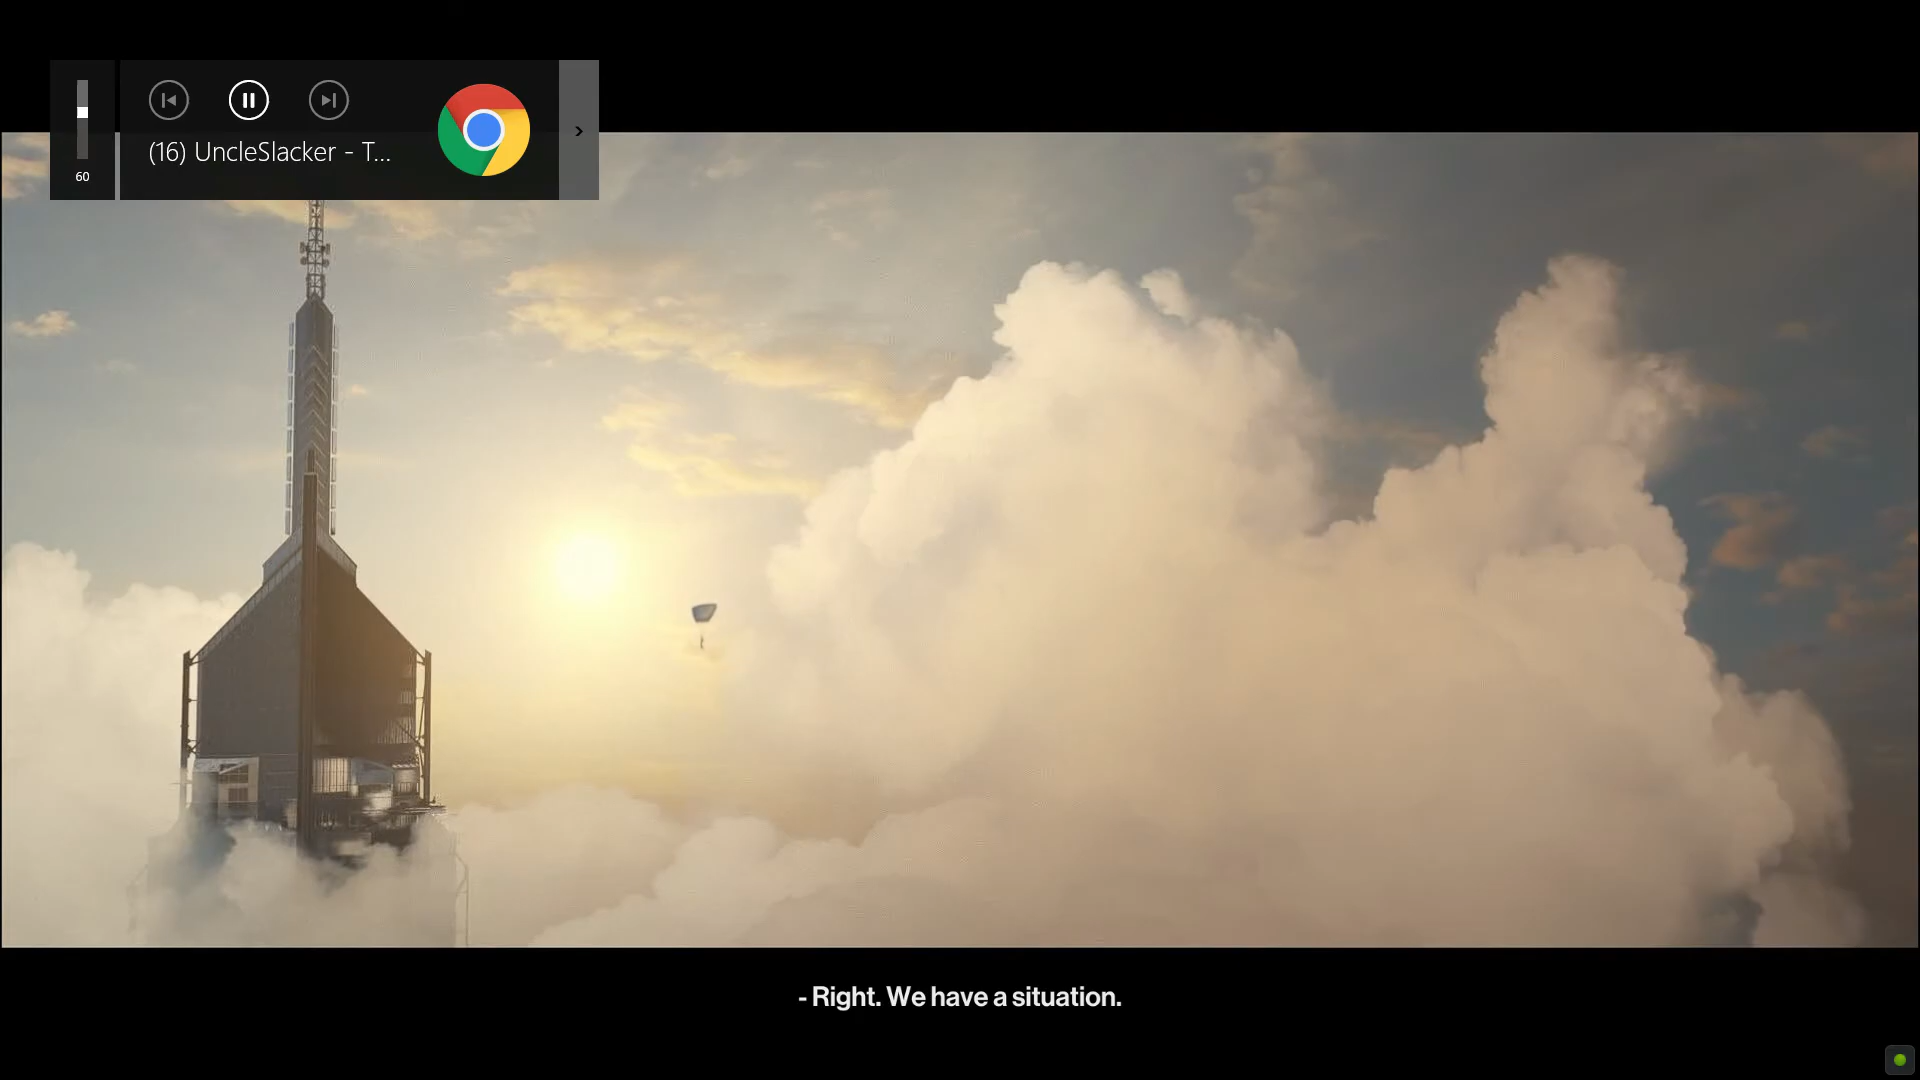 (16) UncleSlacker - T...
60
- Right. We have a situation.